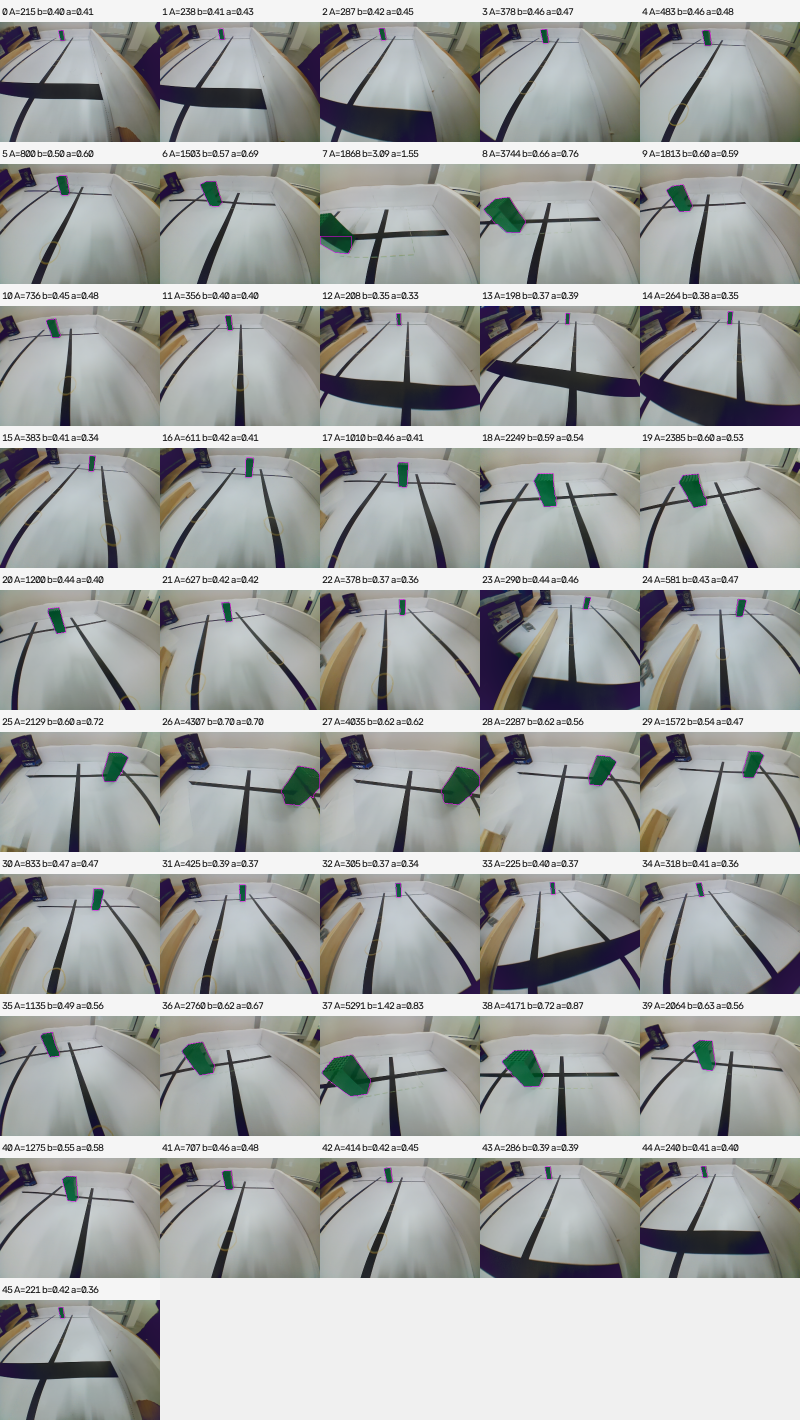 0 A=215 b=0.40 a=0.41
1 A=238 b=0.41 a=0.43
2 A=287 b=0.42 a=0.45
3 A=378 b=0.46 a=0.47
4 A=483 b=0.46 a=0.48
5 A=800 b=0.50 a=0.60
6 A=1503 b=0.57 a=0.69
7 A=1868 b=3.09 a=1.55
8 A=3744 b=0.66 a=0.76
9 A=1813 b=0.60 a=0.59
10 A=736 b=0.45 a=0.48
11 A=356 b=0.40 a=0.40
12 A=208 b=0.35 a=0.33
13 A=198 b=0.37 a=0.39
14 A=264 b=0.38 a=0.35
15 A=383 b=0.41 a=0.34
16 A=611 b=0.42 a=0.41
17 A=1010 b=0.46 a=0.41
18 A=2249 b=0.59 a=0.54
19 A=2385 b=0.60 a=0.53
20 A=1200 b=0.44 a=0.40
21 A=627 b=0.42 a=0.42
22 A=378 b=0.37 a=0.36
23 A=290 b=0.44 a=0.46
24 A=581 b=0.43 a=0.47
25 A=2129 b=0.60 a=0.72
26 A=4307 b=0.70 a=0.70
27 A=4035 b=0.62 a=0.62
28 A=2287 b=0.62 a=0.56
29 A=1572 b=0.54 a=0.47
30 A=833 b=0.47 a=0.47
31 A=425 b=0.39 a=0.37
32 A=305 b=0.37 a=0.34
33 A=225 b=0.40 a=0.37
34 A=318 b=0.41 a=0.36
35 A=1135 b=0.49 a=0.56
36 A=2760 b=0.62 a=0.67
37 A=5291 b=1.42 a=0.83
38 A=4171 b=0.72 a=0.87
39 A=2064 b=0.63 a=0.56
40 A=1275 b=0.55 a=0.58
41 A=707 b=0.46 a=0.48
42 A=414 b=0.42 a=0.45
43 A=286 b=0.39 a=0.39
44 A=240 b=0.41 a=0.40
45 A=221 b=0.42 a=0.36